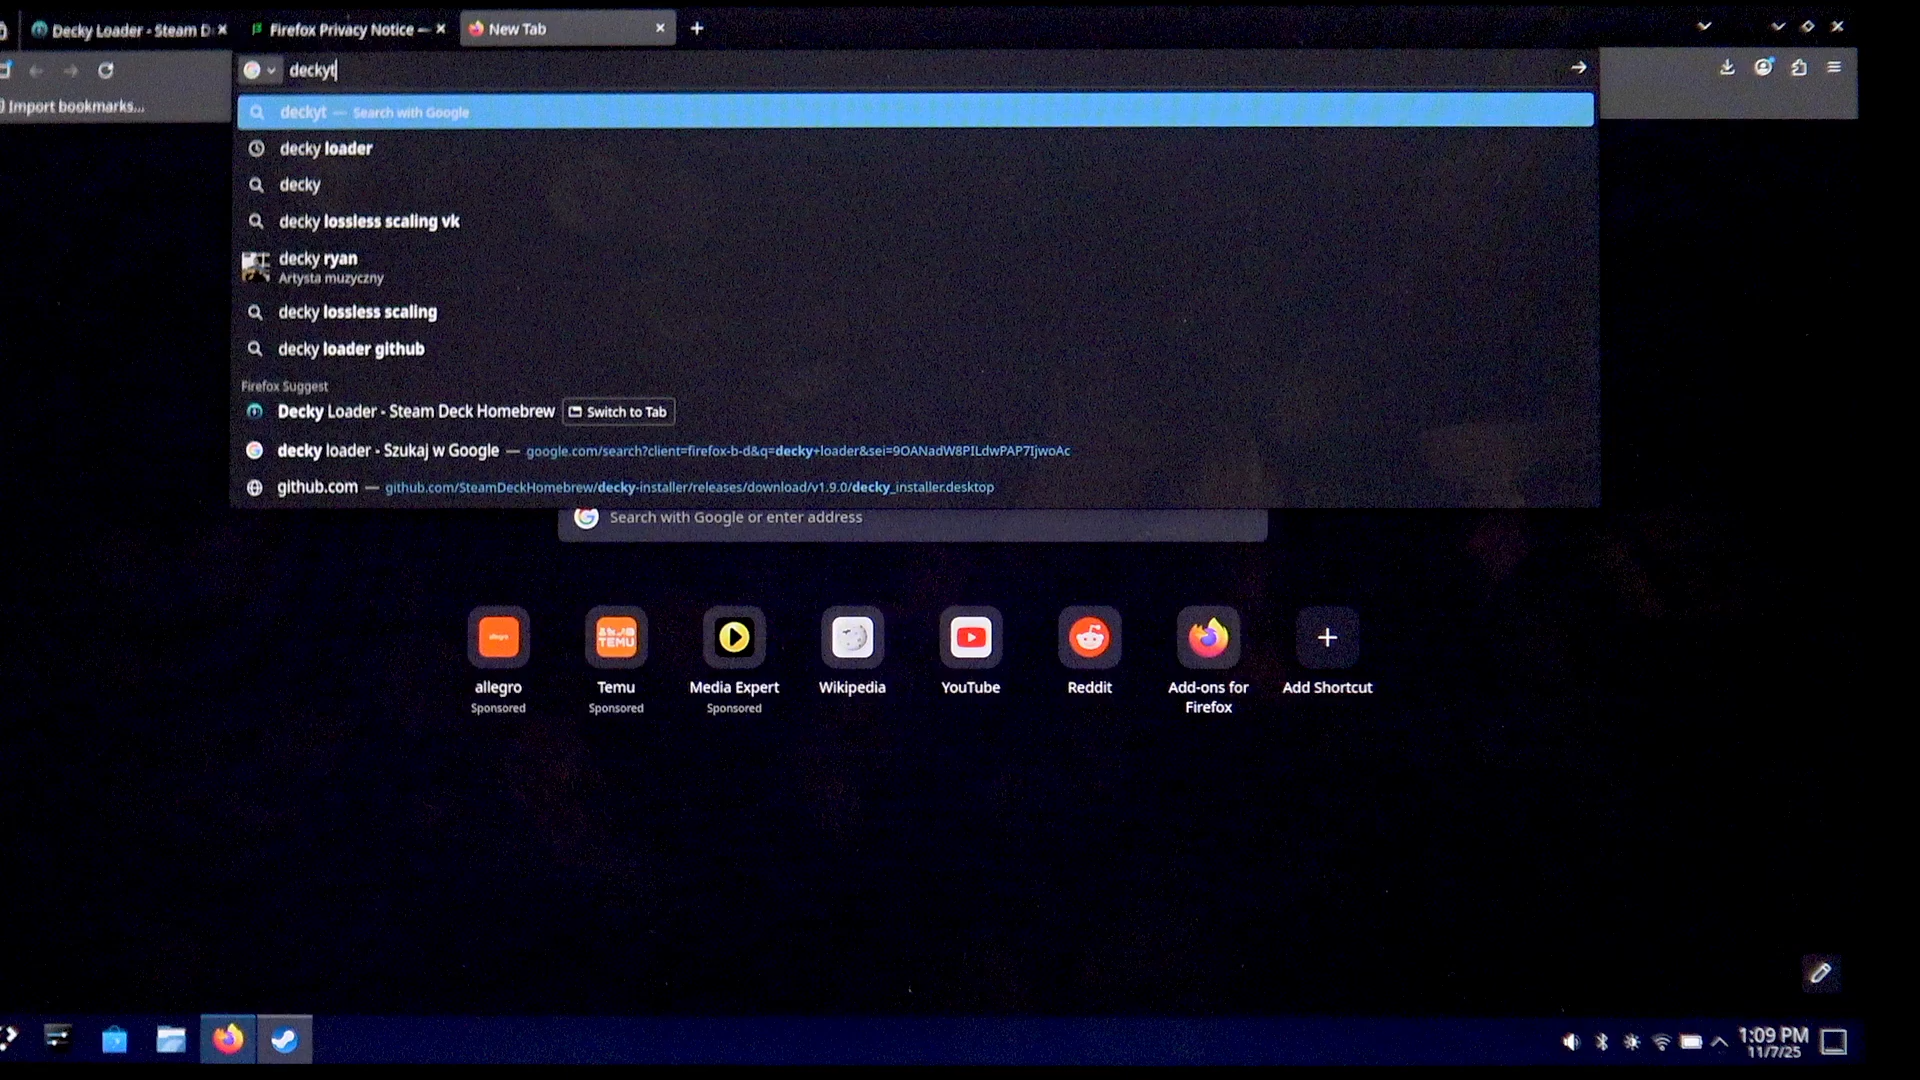 Decky Loader - Steam D
Firefox Privacy Notice —
New Tab
deckyt
Import bookmarks...
deckyt — Search with Google
decky loader
decky
decky lossless scaling vk
decky ryan
Artysta muzyczny
decky lossless scaling
decky loader github
Firefox Suggest
Decky Loader - Steam Deck Homebrew Switch to Tab
decky loader - Szukaj w Google — google.com/search?client=firefox-b-d&q=decky+loader&sei=9OANadW8PILdwPAP7IjwoAc
github.com — github.com/SteamDeckHomebrew/decky-installer/releases/download/v1.9.0/decky_installer.desktop
Search with Google or enter address
allegro
TEMU
allegro
Sponsored
Temu
Sponsored
Media Expert
Sponsored
Wikipedia
YouTube
Reddit
Add-ons for
Firefox
Add Shortcut
1:09 PM
11/7/25